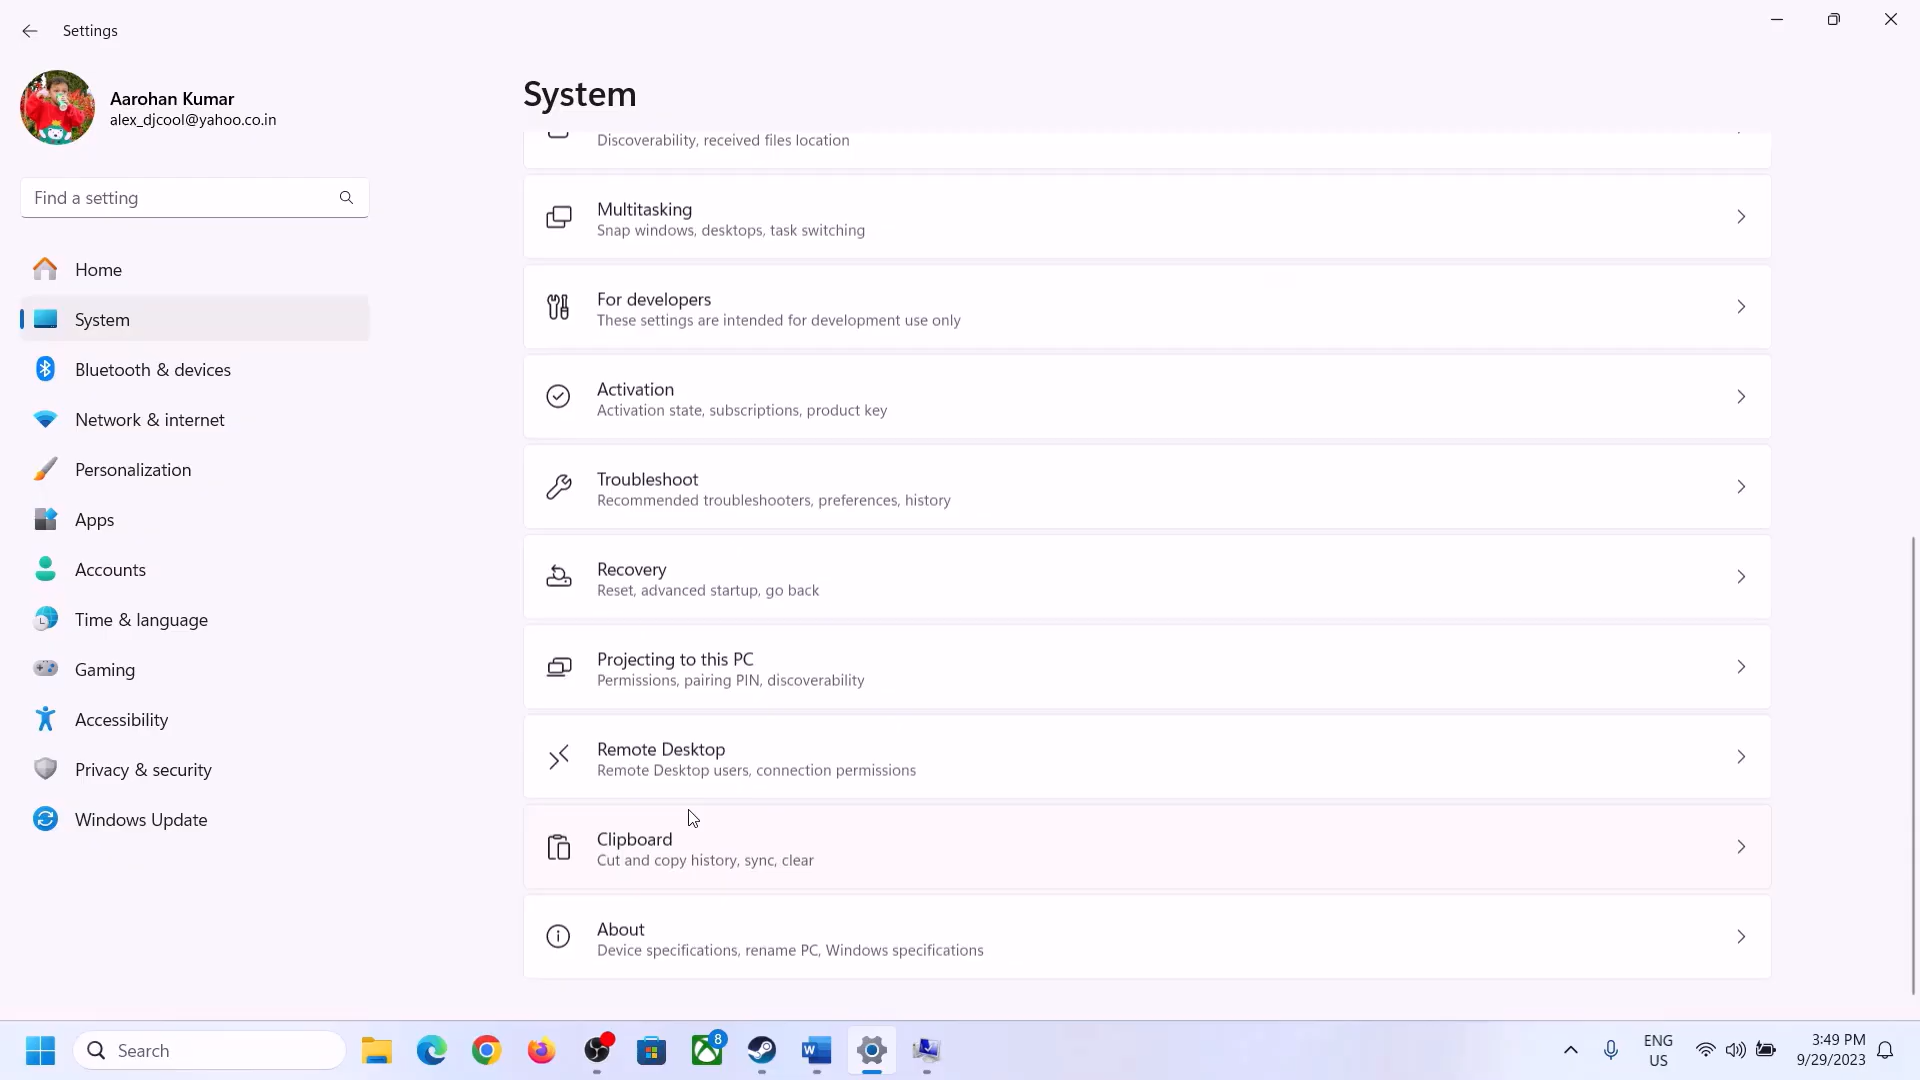 Settings
Aarohan Kumar
alex_djcool@yahoo.co.in
Find a setting
Home
System
Bluetooth & devices
Network & internet
Personalization
Apps
Accounts
Time & language
Gaming
Accessibility
Privacy & security
Windows Update
System
Discoverability, received files location
Multitasking
Snap windows, desktops, task switching
For developers
These settings are intended for development use only
Activation
Activation state, subscriptions, product key
Troubleshoot
Recommended troubleshooters, preferences, history
Recovery
Reset, advanced startup, go back
Projecting to this PC
Permissions, pairing PIN, discoverability
Remote Desktop
Remote Desktop users, connection permissions
Clipboard
Cut and copy history, sync, clear
About
Device specifications, rename PC, Windows specifications
Search
8
W
ENG
US
3:49 PM
9/29/2023